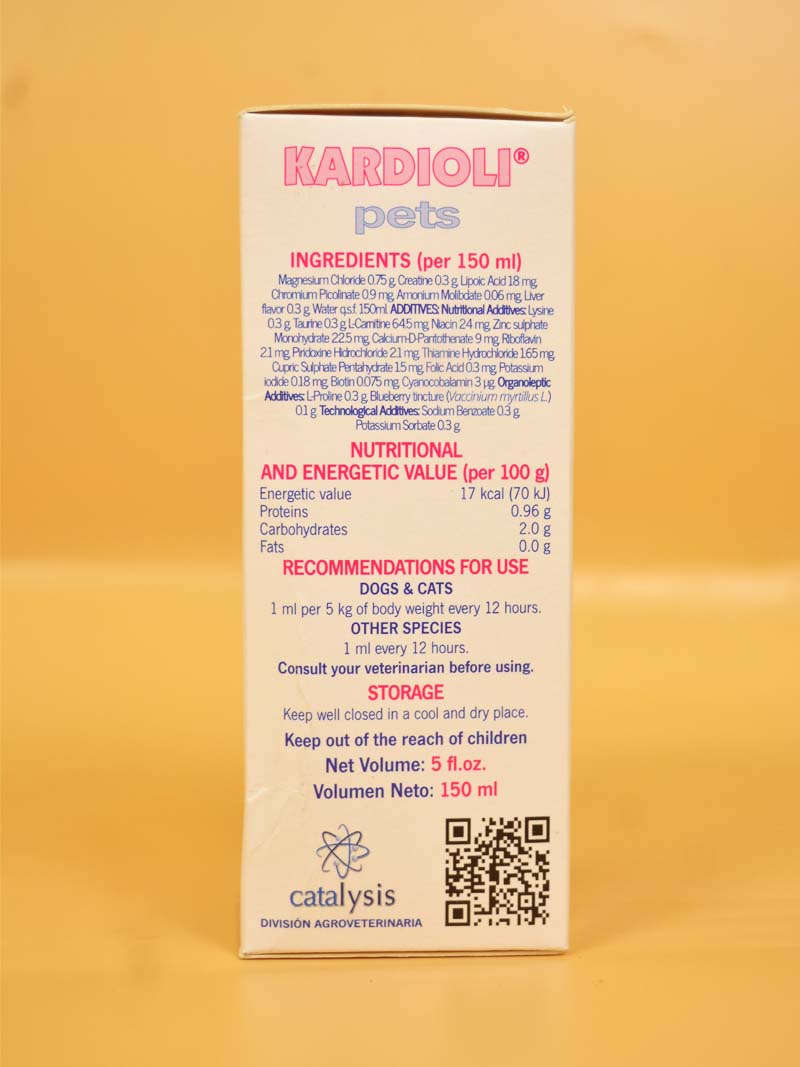 KARDIOLI®
pets
INGREDIENTS (per 150 ml)
Magnesium Chloride 0.75 g, Creatine 0.3 g, Lipoic Acid 18 mg,
Chromium Picolinate 0.9 mg, Amonium Molibdate 0.06 mg, Liver
flavor 0.3 g, Water q.s.f. 150ml. ADDITIVES: Nutritional Additives: Lysine
0.3 g, Taurine 0.3 g, L-Carnitine 64.5 mg, Niacin 24 mg, Zinc sulphate
Monohydrate 22.5 mg, Calcium-D-Pantothenate 9 mg, Riboflavin
2.1 mg, Piridoxine Hidrochloride 2.1 mg, Thiamine Hydrochloride 1.65 mg,
Cupric Sulphate Pentahydrate 1.5 mg, Folic Acid 0.3 mg, Potassium
iodide 0.18 mg, Biotin 0.075 mg, Cyanocobalamin 3 µg. Organoleptic
Additives: L-Proline 0.3 g, Blueberry tincture (Vaccinium myrtillus L.)
0.1 g. Technological Additives: Sodium Benzoate 0.3 g,
Potassium Sorbate 0.3 g.
NUTRITIONAL
AND ENERGETIC VALUE (per 100 g)
Energetic value 17 kcal (70 kJ)
Proteins 0.96 g
Carbohydrates 2.0 g
Fats 0.0 g
RECOMMENDATIONS FOR USE
DOGS & CATS
1 ml per 5 kg of body weight every 12 hours.
OTHER SPECIES
1 ml every 12 hours.
Consult your veterinarian before using.
STORAGE
Keep well closed in a cool and dry place.
Keep out of the reach of children
Net Volume: 5 fl.oz.
Volumen Neto: 150 ml
catalysis
DIVISIÓN AGROVETERINARIA